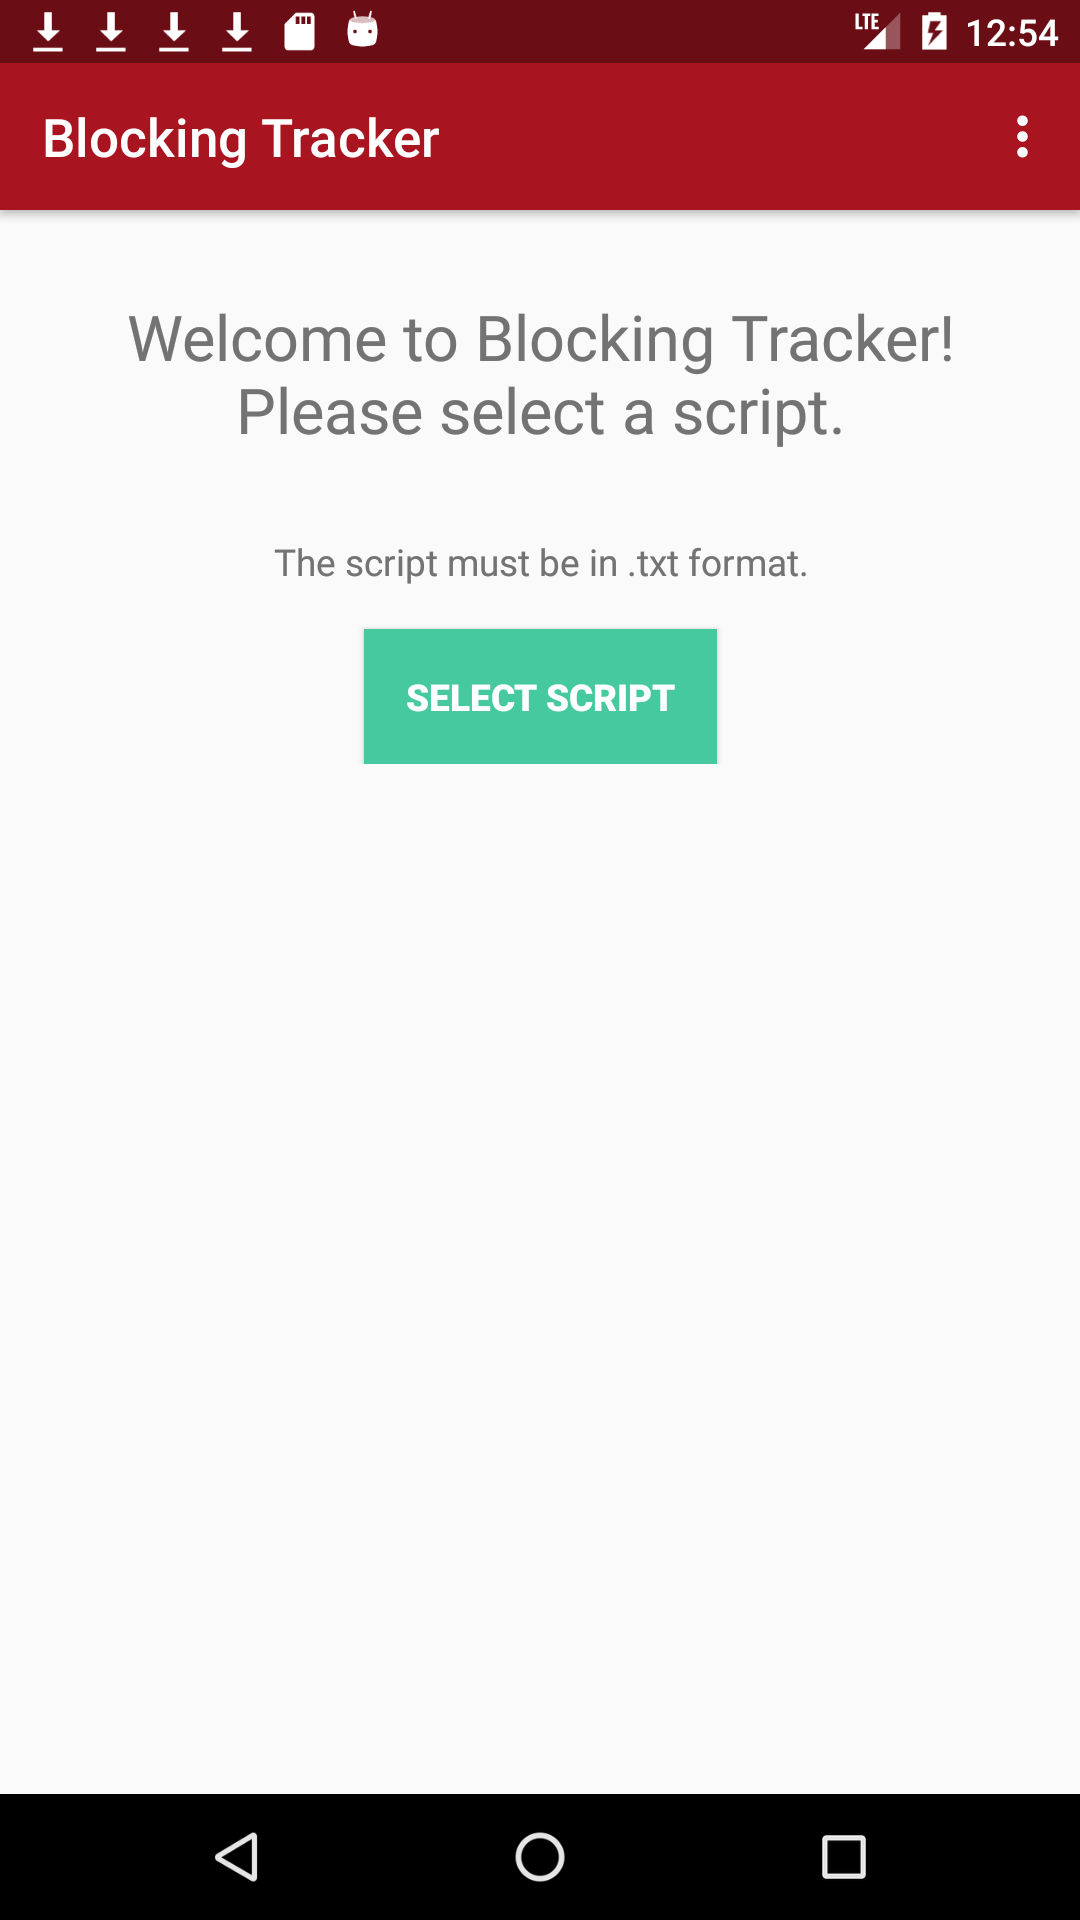 LTE 12:54
Blocking Tracker
Welcome to Blocking Tracker!
Please select a script.
The script must be in .txt format.
SELECT SCRIPT